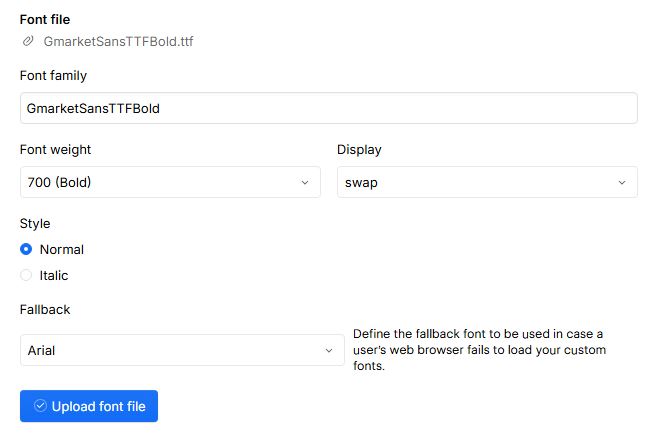 Font file
GmarketSansTTFBold.ttf
Font family
GmarketSansTTFBold
Font weight
Display
700 (Bold)
swap
Style
Normal
Italic
Fallback
Arial
Define the fallback font to be used in case a
user's web browser fails to load your custom
fonts.
Upload font file